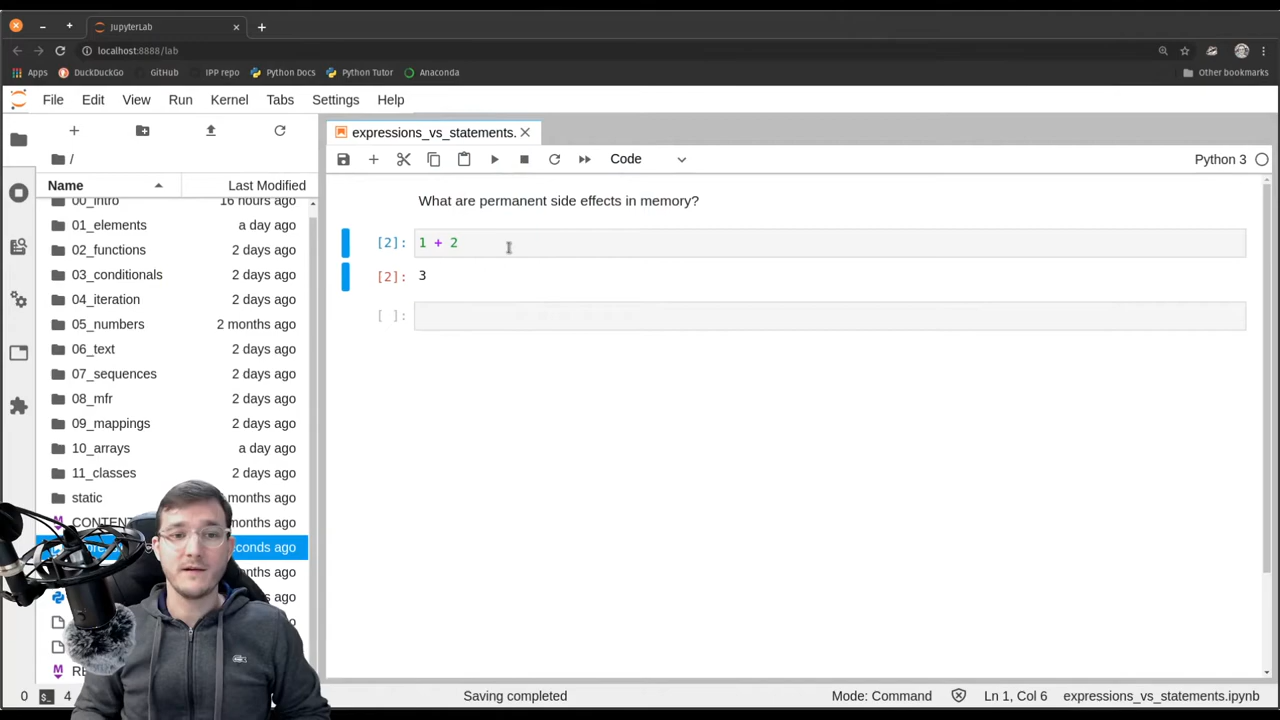 JupyterLab
localhost:8888/lab
Apps DuckDuckGo GitHub IPP repo Python Docs Python Tutor Anaconda Other bookmarks
File Edit View Run Kernel Tabs Settings Help
expressions_vs_statements.
/
Code Python 3
Name Last Modified
00_intro 16 hours ago
01_elements a day ago
02_functions 2 days ago
03_conditionals 2 days ago
04_iteration 2 days ago
05_numbers 2 months ago
06_text 2 days ago
07_sequences 2 days ago
08_mfr 2 days ago
09_mappings 2 days ago
10_arrays a day ago
11_classes 2 days ago
static months ago
CONTENT months ago
conds ago
nths ago
s ago
What are permanent side effects in memory?
[2]: 1 + 2
[2]: 3
[ ]:
0 $_ 4 Saving completed Mode: Command Ln 1, Col 6 expressions_vs_statements.ipynb